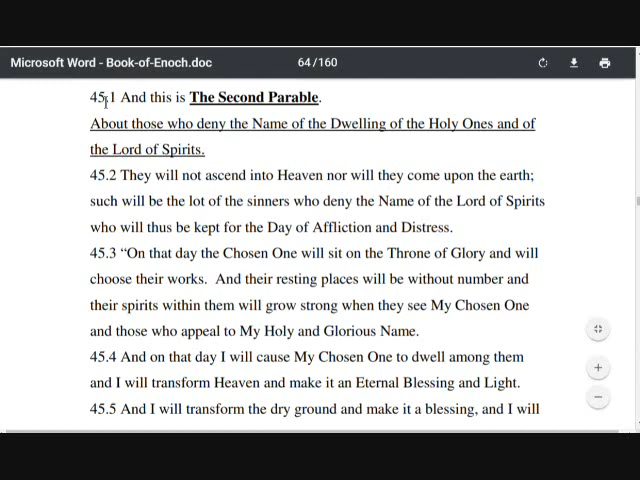 Microsoft Word - Book-of-Enoch.doc 64 / 160
45.1 And this is The Second Parable.
About those who deny the Name of the Dwelling of the Holy Ones and of
the Lord of Spirits.
45.2 They will not ascend into Heaven nor will they come upon the earth;
such will be the lot of the sinners who deny the Name of the Lord of Spirits
who will thus be kept for the Day of Affliction and Distress.
45.3 “On that day the Chosen One will sit on the Throne of Glory and will
choose their works. And their resting places will be without number and
their spirits within them will grow strong when they see My Chosen One
and those who appeal to My Holy and Glorious Name.
45.4 And on that day I will cause My Chosen One to dwell among them
and I will transform Heaven and make it an Eternal Blessing and Light.
45.5 And I will transform the dry ground and make it a blessing, and I will